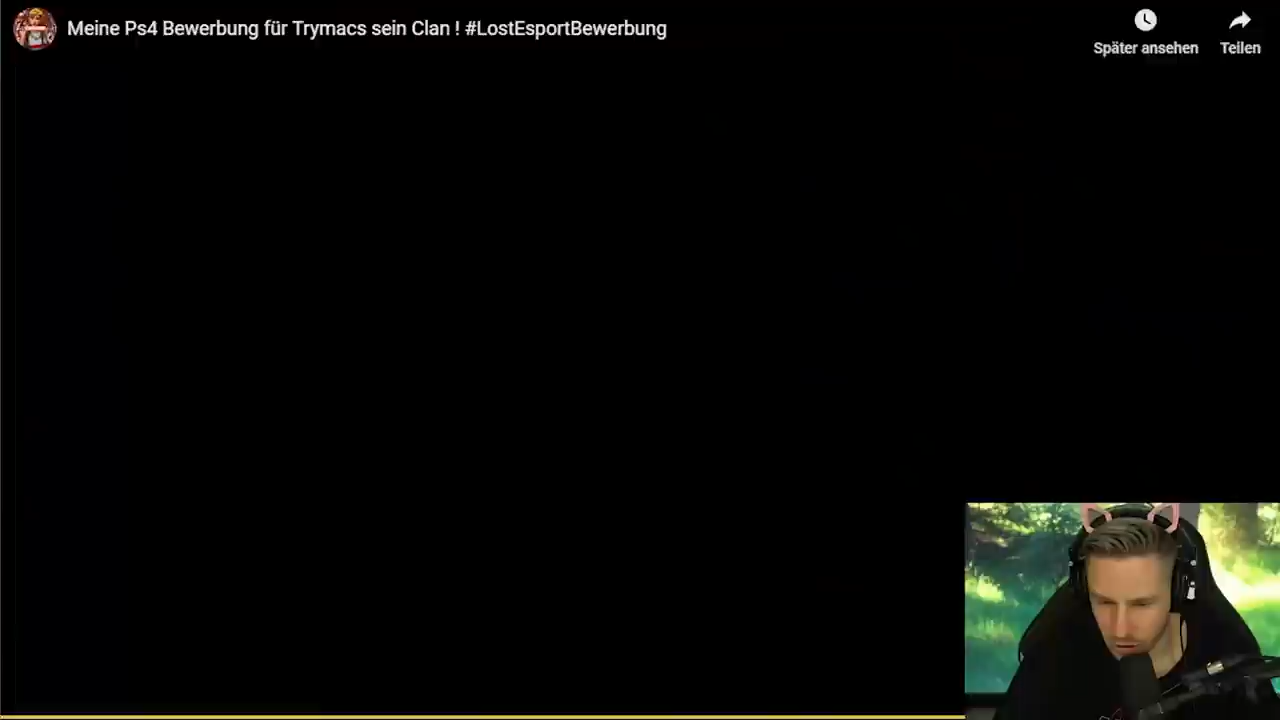 Meine Ps4 Bewerbung für Trymacs sein Clan ! #LostEsportBewerbung
Später ansehen
Teilen